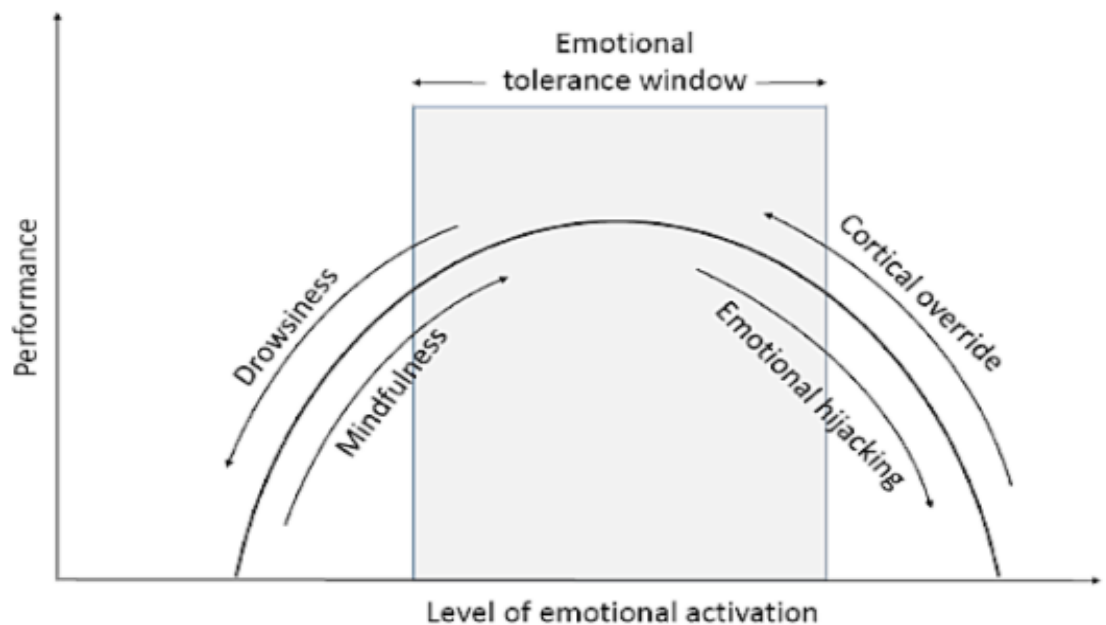 Emotional
tolerance window
Performance
Drowsiness
Mindfulness
Emotional hijacking
Cortical override
Level of emotional activation